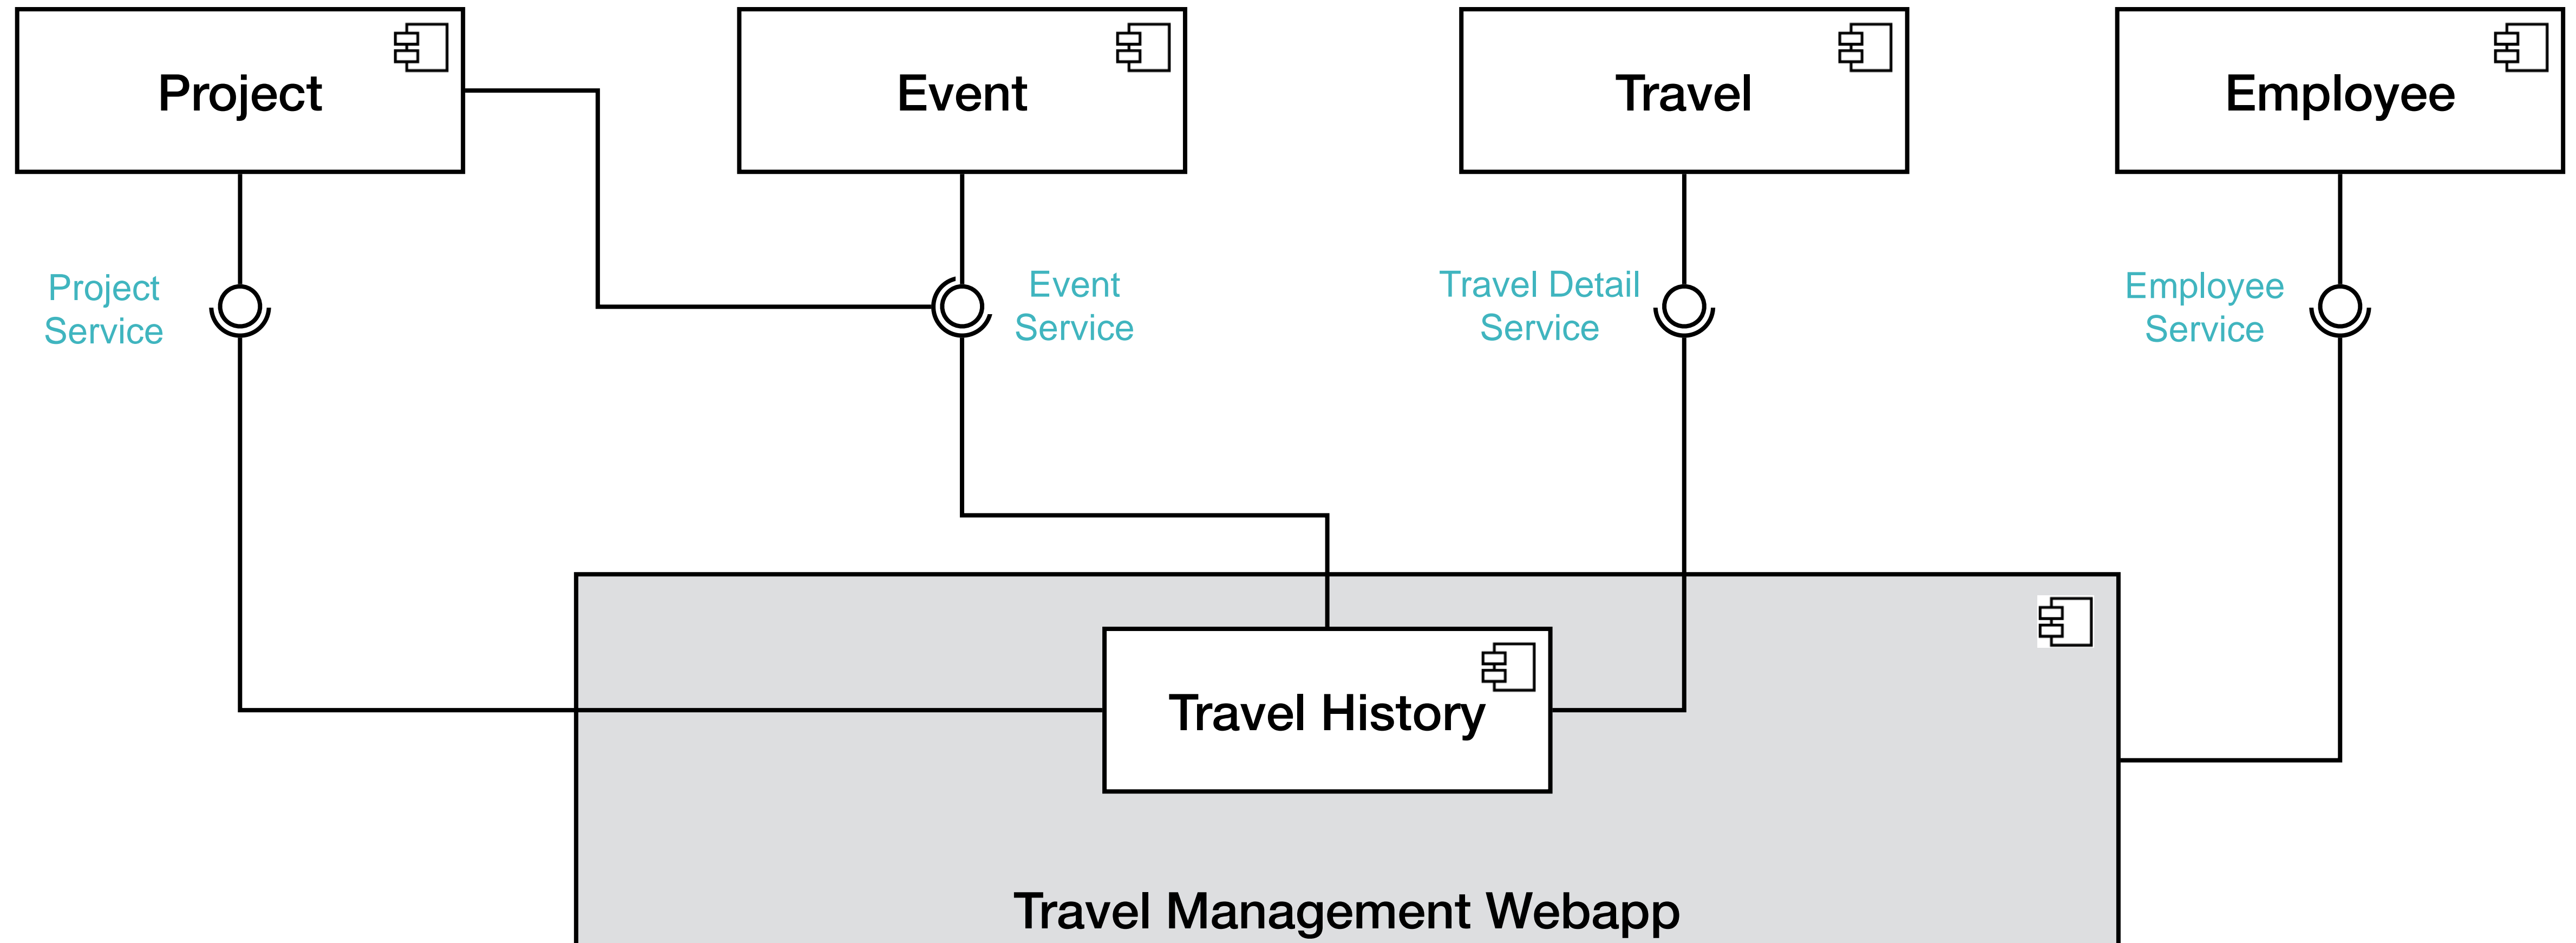 Project
Event
Travel
Employee
Project
Service
Event
Service
Travel Detail
Service
Employee
Service
Travel History
Travel Management Webapp